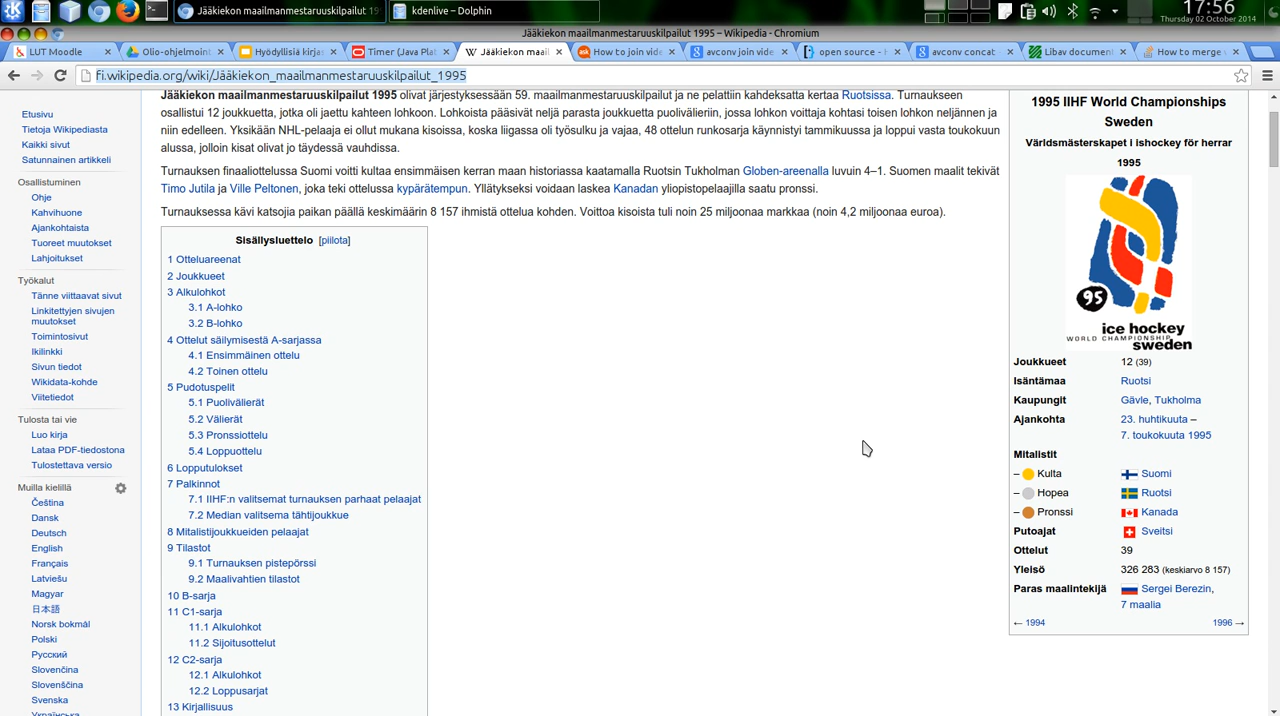 Jääkiekon maailmanmestaruuskilpailut 1
kdenlive – Dolphin
17:56
Thursday 02 October 2014
Jääkiekon maailmanmestaruuskilpailut 1995 – Wikipedia - Chromium
LUT Moodle
Olio-ohjelmoint
Hyödyllisiä kirjas
Timer (Java Plat
Jääkiekon maail
How to join vide
avconv join vide
open source - H
avconv concat
Libav documen
How to merge v
fi.wikipedia.org/wiki/Jääkiekon_maailmanmestaruuskilpailut_1995
Etusivu
Tietoja Wikipediasta
Kaikki sivut
Satunnainen artikkeli
Osallistuminen
Ohje
Kahvihuone
Ajankohtaista
Tuoreet muutokset
Lahjoitukset
Työkalut
Tänne viittaavat sivut
Linkitettyjen sivujen
muutokset
Toimintosivut
Ikilinkki
Sivun tiedot
Wikidata-kohde
Viitetiedot
Tulosta tai vie
Luo kirja
Lataa PDF-tiedostona
Tulostettava versio
Muilla kielillä
Čeština
Dansk
Deutsch
English
Français
Latviešu
Magyar
日本語
Norsk bokmål
Polski
Русский
Slovenčina
Slovenščina
Svenska
Українська
Jääkiekon maailmanmestaruuskilpailut 1995 olivat järjestyksessään 59. maailmanmestaruuskilpailut ja ne pelattiin kahdeksatta kertaa Ruotsissa. Turnaukseen
osallistui 12 joukkuetta, jotka oli jaettu kahteen lohkoon. Lohkoista pääsivät neljä parasta joukkuetta puolivälieriin, jossa lohkon voittaja kohtasi toisen lohkon neljännen ja
niin edelleen. Yksikään NHL-pelaaja ei ollut mukana kisoissa, koska liigassa oli työsulku ja vajaa, 48 ottelun runkosarja käynnistyi tammikuussa ja loppui vasta toukokuun
alussa, jolloin kisat olivat jo täydessä vauhdissa.
Turnauksen finaaliottelussa Suomi voitti kultaa ensimmäisen kerran maan historiassa kaatamalla Ruotsin Tukholman Globen-areenalla luvuin 4–1. Suomen maalit tekivät
Timo Jutila ja Ville Peltonen, joka teki ottelussa kypärätempun. Yllätykseksi voidaan laskea Kanadan yliopistopelaajilla saatu pronssi.
Turnauksessa kävi katsojia paikan päällä keskimäärin 8 157 ihmistä ottelua kohden. Voittoa kisoista tuli noin 25 miljoonaa markkaa (noin 4,2 miljoonaa euroa).
Sisällysluettelo [piilota]
1 Otteluareenat
2 Joukkueet
3 Alkulohkot
3.1 A-lohko
3.2 B-lohko
4 Ottelut säilymisestä A-sarjassa
4.1 Ensimmäinen ottelu
4.2 Toinen ottelu
5 Pudotuspelit
5.1 Puolivälierät
5.2 Välierät
5.3 Pronssiottelu
5.4 Loppuottelu
6 Lopputulokset
7 Palkinnot
7.1 IIHF:n valitsemat turnauksen parhaat pelaajat
7.2 Median valitsema tähtijoukkue
8 Mitalistijoukkueiden pelaajat
9 Tilastot
9.1 Turnauksen pistepörssi
9.2 Maalivahtien tilastot
10 B-sarja
11 C1-sarja
11.1 Alkulohkot
11.2 Sijoitusottelut
12 C2-sarja
12.1 Alkulohkot
12.2 Loppusarjat
13 Kirjallisuus
1995 IIHF World Championships
Sweden
Världsmästerskapet i ishockey för herrar
1995
95
ice hockey
WORLD CHAMPIONSHIP
sweden
Joukkueet 12 (39)
Isäntämaa Ruotsi
Kaupungit Gävle, Tukholma
Ajankohta 23. huhtikuuta –
7. toukokuuta 1995
Mitalistit
– Kulta Suomi
– Hopea Ruotsi
– Pronssi Kanada
Putoajat Sveitsi
Ottelut 39
Yleisö 326 283 (keskiarvo 8 157)
Paras maalintekijä Sergei Berezin,
7 maalia
← 1994 1996 →